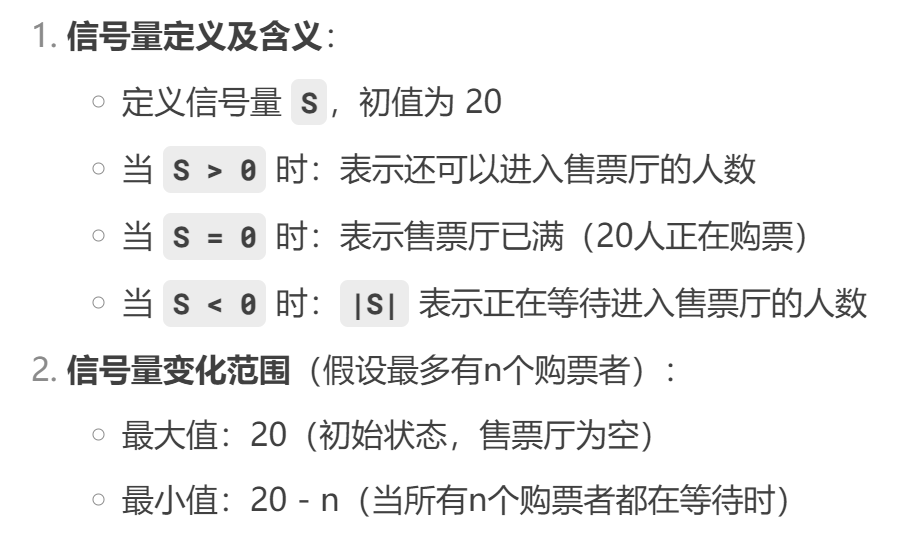 1. 信号量定义及含义：
○ 定义信号量 S，初值为 20
○ 当 S > 0 时：表示还可以进入售票厅的人数
○ 当 S = 0 时：表示售票厅已满（20人正在购票）
○ 当 S < 0 时：|S| 表示正在等待进入售票厅的人数
2. 信号量变化范围（假设最多有n个购票者）：
○ 最大值：20（初始状态，售票厅为空）
○ 最小值：20 - n（当所有n个购票者都在等待时）